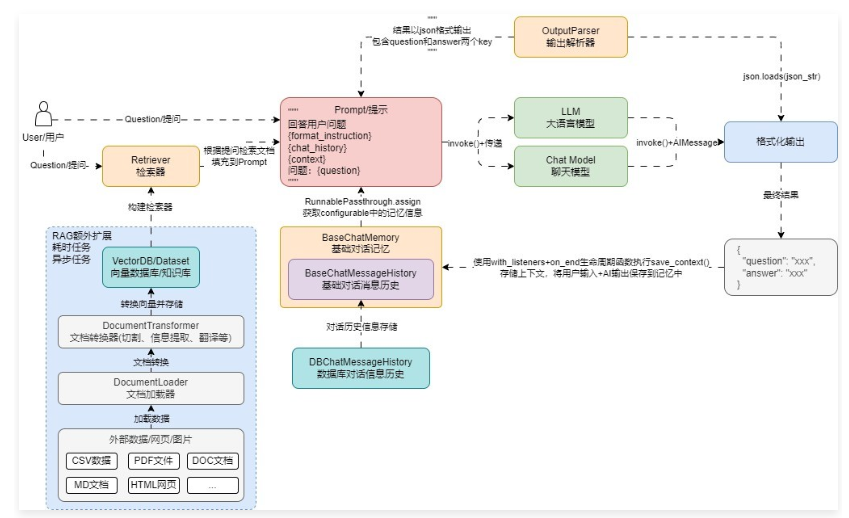 """
结果以json格式输出
包含question和answer两个key
"""
OutputParser
输出解析器
json.loads(json_str)
User/用户
Question/提问
Question/提问
Retriever
检索器
根据提问检索文档
填充到Prompt
""" Prompt/提示
回答用户问题
{format_instruction}
{chat_history}
{context}
问题：{question}
"""
invoke()+传递
LLM
大语言模型
Chat Model
聊天模型
invoke()+AIMessage
格式化输出
最终结果
{
"question": "xxx",
"answer": "xxx"
}
RunnablePassthrough.assign
获取configurable中的记忆信息
BaseChatMemory
基础对话记忆
BaseChatMessageHistory
基础对话消息历史
使用with_listeners+on_end生命周期函数执行save_context()
存储上下文，将用户输入+AI输出保存到记忆中
对话历史信息存储
DBChatMessageHistory
数据库对话信息历史
构建检索器
RAG额外扩展
耗时任务
异步任务
VectorDB/Dataset
向量数据库/知识库
转换向量并存储
DocumentTransformer
文档转换器(切割、信息提取、翻译等)
文档转换
DocumentLoader
文档加载器
加载数据
外部数据/网页/图片
CSV数据
PDF文件
DOC文档
MD文档
HTML网页
...